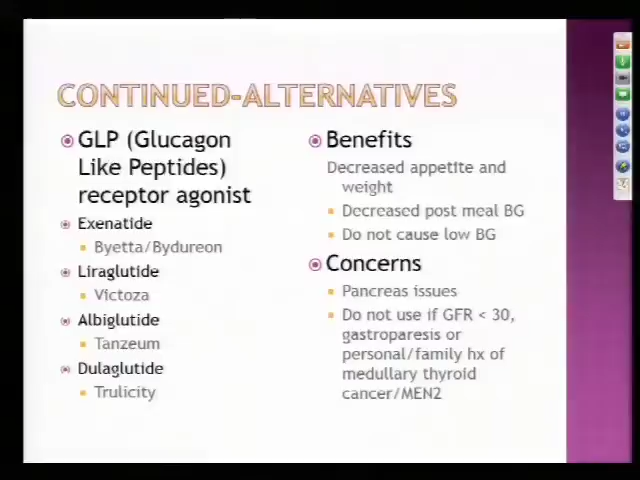 CONTINUED-ALTERNATIVES
GLP (Glucagon
Like Peptides)
receptor agonist
Exenatide
Byetta/Bydureon
Liraglutide
Victoza
Albiglutide
Tanzeum
Dulaglutide
Trulicity
Benefits
Decreased appetite and
weight
Decreased post meal BG
Do not cause low BG
Concerns
Pancreas issues
Do not use if GFR < 30,
gastroparesis or
personal/family hx of
medullary thyroid
cancer/MEN2